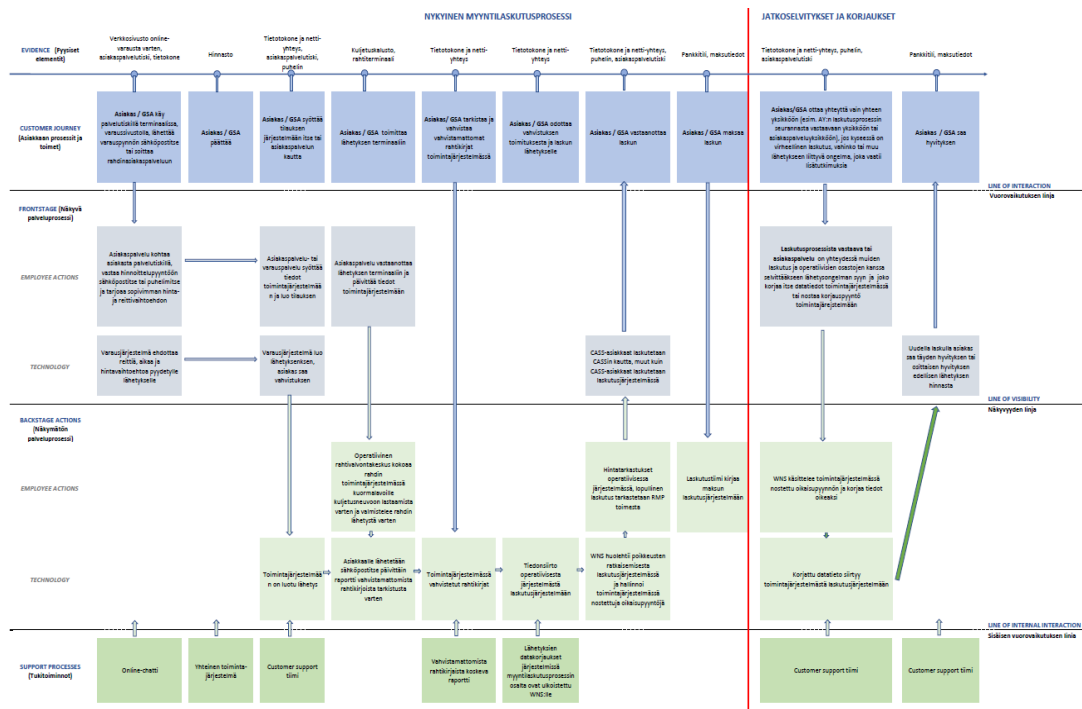 NYKYINEN MYYNTILASKUTUSPROSESSI
JATKOSELVITYKSET JA KORJAUKSET
EVIDENCE (Fyysiset
elementit)
Verkkosivusto online-
varausta varten,
asiakaspalvelutiski, tietokone
Hinnasto
Tietotokone ja netti-
yhteys,
asiakaspalvelutiski,
puhelin
Kuljetuskalusto,
rahtiterminaali
Tietotokone ja netti-
yhteys
Tietotokone ja netti-
yhteys
Tietotokone ja netti-yhteys,
puhelin, asiakaspalvelutiski
Pankkitili, maksutiedot
Tietotokone ja netti-yhteys, puhelin,
asiakaspalvelutiski
Pankkitili, maksutiedot
CUSTOMER JOURNEY
(Asiakkaan prosessit ja
toimet)
Asiakas / GSA käy
palvelutiskillä terminaalissa,
varaussivustolla, lähettää
varauspynnön sähköpostitse
tai soittaa
rahdinasiakaspalveluun
Asiakas / GSA
päättää
Asiakas / GSA syöttää
tilauksen
järjestelmään itse tai
asiakaspalvelun
kautta
Asiakas / GSA toimittaa
lähetyksen terminaaliin
Asiakas / GSA tarkistaa ja
vahvistaa
vahvistamattomat
rahtikirjat
toimintajärjestelmässä
Asiakas / GSA odottaa
vahvistuksen
toimituksesta ja laskun
lähetykselle
Asiakas / GSA vastaanottaa
laskun
Asiakas / GSA maksaa
laskun
Asiakas/GSA ottaa yhteyttä vain yhteen
yksikköön (esim. AY:n laskutusprosessin
seurannasta vastaavaan yksikköön tai
asiakaspalveluyksikköön), jos kyseessä on
virheellinen laskutus, vahinko tai muu
lähetykseen liittyvä ongelma, joka vaatii
lisätutkimuksia
Asiakas / GSA saa
hyvityksen
LINE OF INTERACTION
Vuorovaikutuksen linja
FRONTSTAGE (Näkyvä
palveluprosessi)
EMPLOYEE ACTIONS
Asiakaspalvelu kohtaa
asiakasta palvelutiskillä,
vastaa hinnoittelupyyntöön
sähköpostitse tai puhelimitse
ja tarjoaa sopivimman hinta-
ja reittivaihtoehdon
Asiakaspalvelu- tai
varauspalvelu syöttää
tiedot
toimintajärjestelmää
n ja luo tilauksen
Asiakaspalvelu vastaanottaa
lähetyksen terminaaliin ja
päivittää tiedot
toimintajärjestelmään
Laskutusprosessista vastaava tai
asiakaspalvelu on yhteydessä muiden
laskutus ja operatiivisien osastojen kanssa
selvittääkseen lähetysongelman syyn ja joko
korjaa itse datatiedot toimintajärjestelmässä
tai nostaa korjauspyyntö
toimintajärejestelmään
TECHNOLOGY
Varausjärjestelmä ehdottaa
reittiä, aikaa ja
hintavaihtoehtoa pyydetylle
lähetykselle
Varausjärjestelmä luo
lähetyksenksen,
asiakas saa
vahvistuksen
CASS-asiakkaat laskutetaan
CASSin kautta, muut kuin
CASS-asiakkaat laskutetaan
laskutusjärjestelmässä
Uudella laskulla asiakas
saa täyden hyvityksen tai
osittaisen hyvityksen
edellisen lähetyksen
hinnasta
LINE OF VISIBILITY
Näkyvyyden linja
BACKSTAGE ACTIONS
(Näkymätön
palveluprosessi)
EMPLOYEE ACTIONS
Operatiivinen
rahtivalvontakeskus kokoaa
rahdin
toimintajärjestelmässä
kuormalavoille
kuljetusneuvoon lastaamista
varten ja valmistelee rahdin
lähetystä varten
Hintatarkastukset
operatiivisessa
järjestelmässä, lopullinen
laskutus tarkastetaan RMP
toimesta
Laskutustiimi kirjaa
maksun
laskutusjärjestelmään
WNS käsittelee toimintajärjestelmässä
nostettu oikaisupyynnön ja korjaa tiedot
oikeaksi
TECHNOLOGY
Toimintajärjestelmää
n on luotu lähetys
Asiakkaalle lähetetään
sähköpostitse päivittäin
raportti vahvistamattomista
rahtikirjoista tarkistusta
varten
Toimintajärjestelmässä
vahvistetut rahtikirjat
Tiedonsiirto
operatiivisesta
järjestelmästä
laskutusjärjestelmään
WNS huolehtii poikkeusten
ratkaisemisesta
laskutusjärjestelmässä
ja hallinnoi
toimintajärjestelmässä
nostettuja oikaisupyyntöjä
Korjattu datatieto siirtyy
toimintajärjestelmästä laskutusjärjestelmään
LINE OF INTERNAL INTERACTION
Sisäisen vuorovaikutuksen linia
SUPPORT PROCESSES
(Tukitoiminnot)
Online-chatti
Yhteinen toiminta-
järjestelmä
Customer support
tiimi
Vahvistamattomista
rahtikirjaista koskeva
raportti
Lähetyksien
datakorjaukset
järjestelmissä
myyntilaskutusprosessin
osalta ovat ulkoistettu
WNS:lle
Customer support tiimi
Customer support tiimi